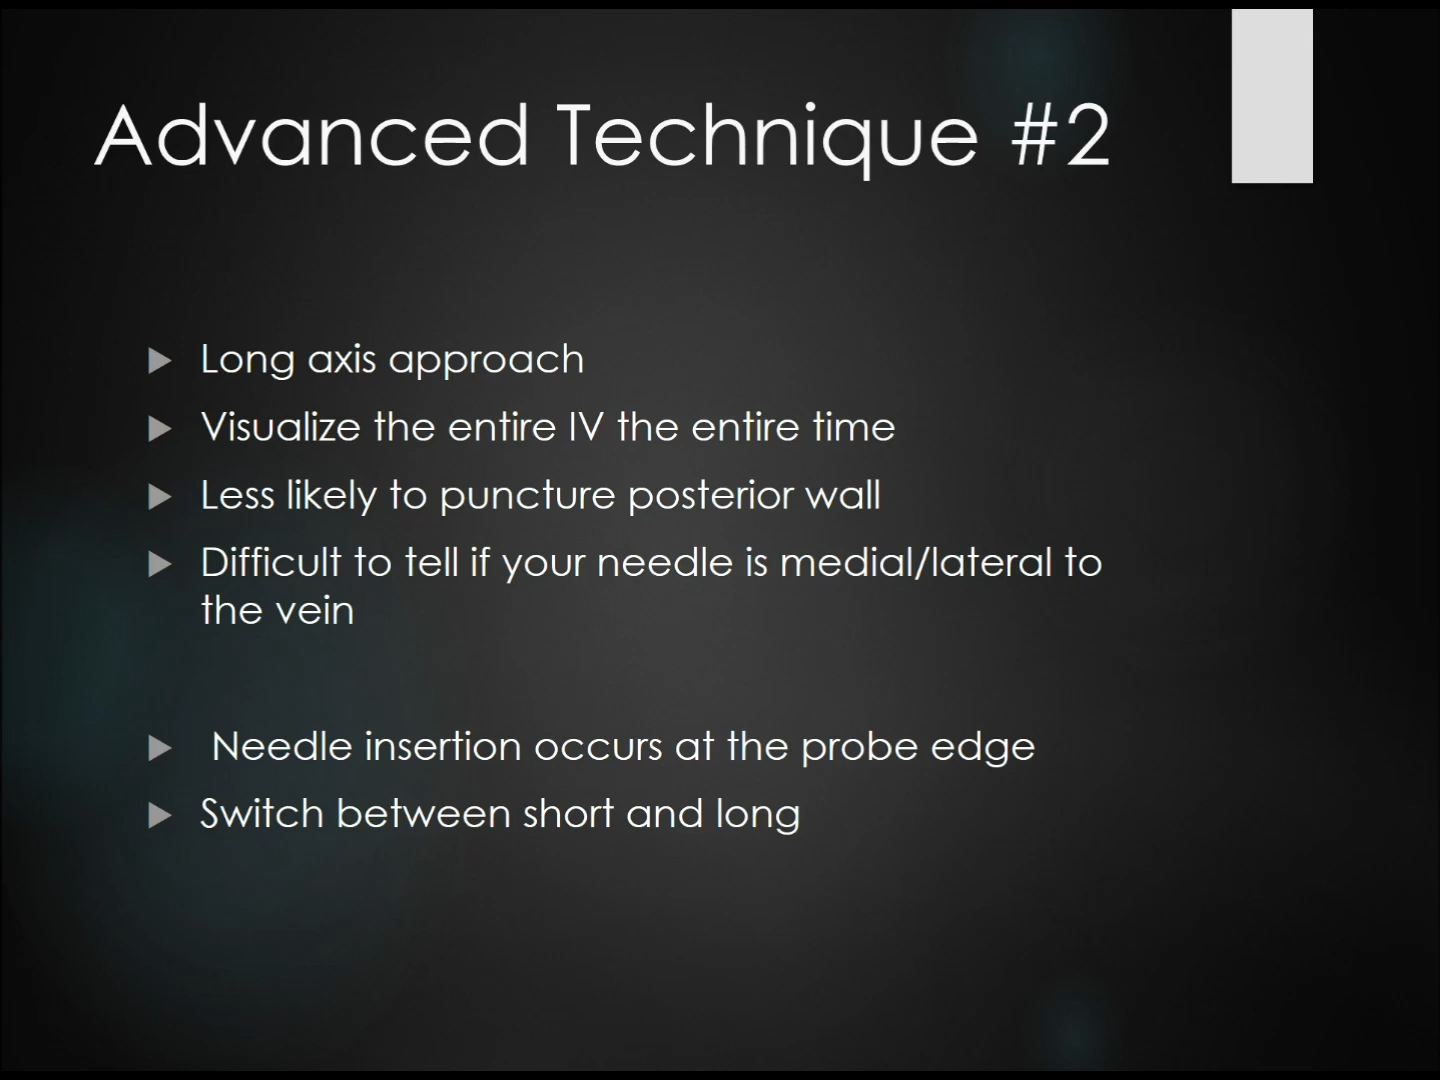 Advanced Technique #2
Long axis approach
Visualize the entire IV the entire time
Less likely to puncture posterior wall
Difficult to tell if your needle is medial/lateral to
the vein
Needle insertion occurs at the probe edge
Switch between short and long